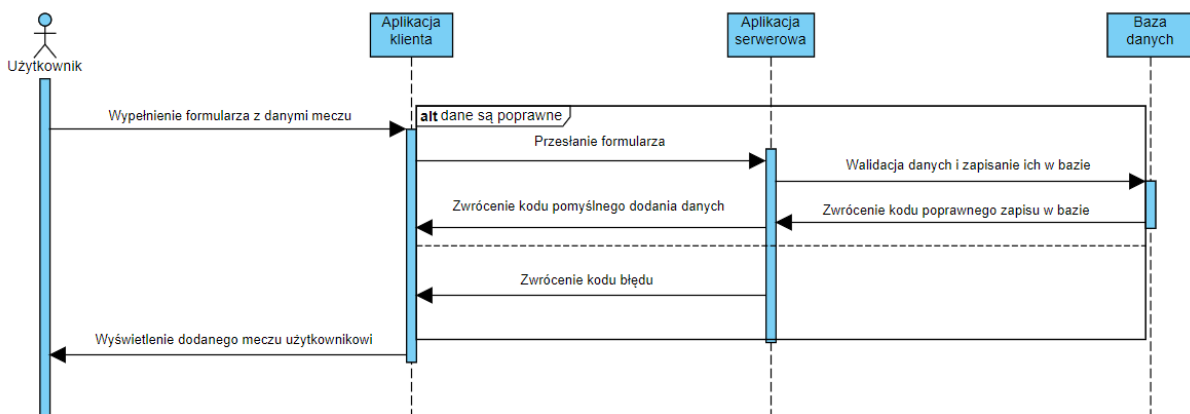 Użytkownik
Aplikacja
klienta
Aplikacja
serwerowa
Baza
danych
Wypełnienie formularza z danymi meczu
alt dane są poprawne
Przesłanie formularza
Walidacja danych i zapisanie ich w bazie
Zwrócenie kodu pomyślnego dodania danych
Zwrócenie kodu poprawnego zapisu w bazie
Zwrócenie kodu błędu
Wyświetlenie dodanego meczu użytkownikowi